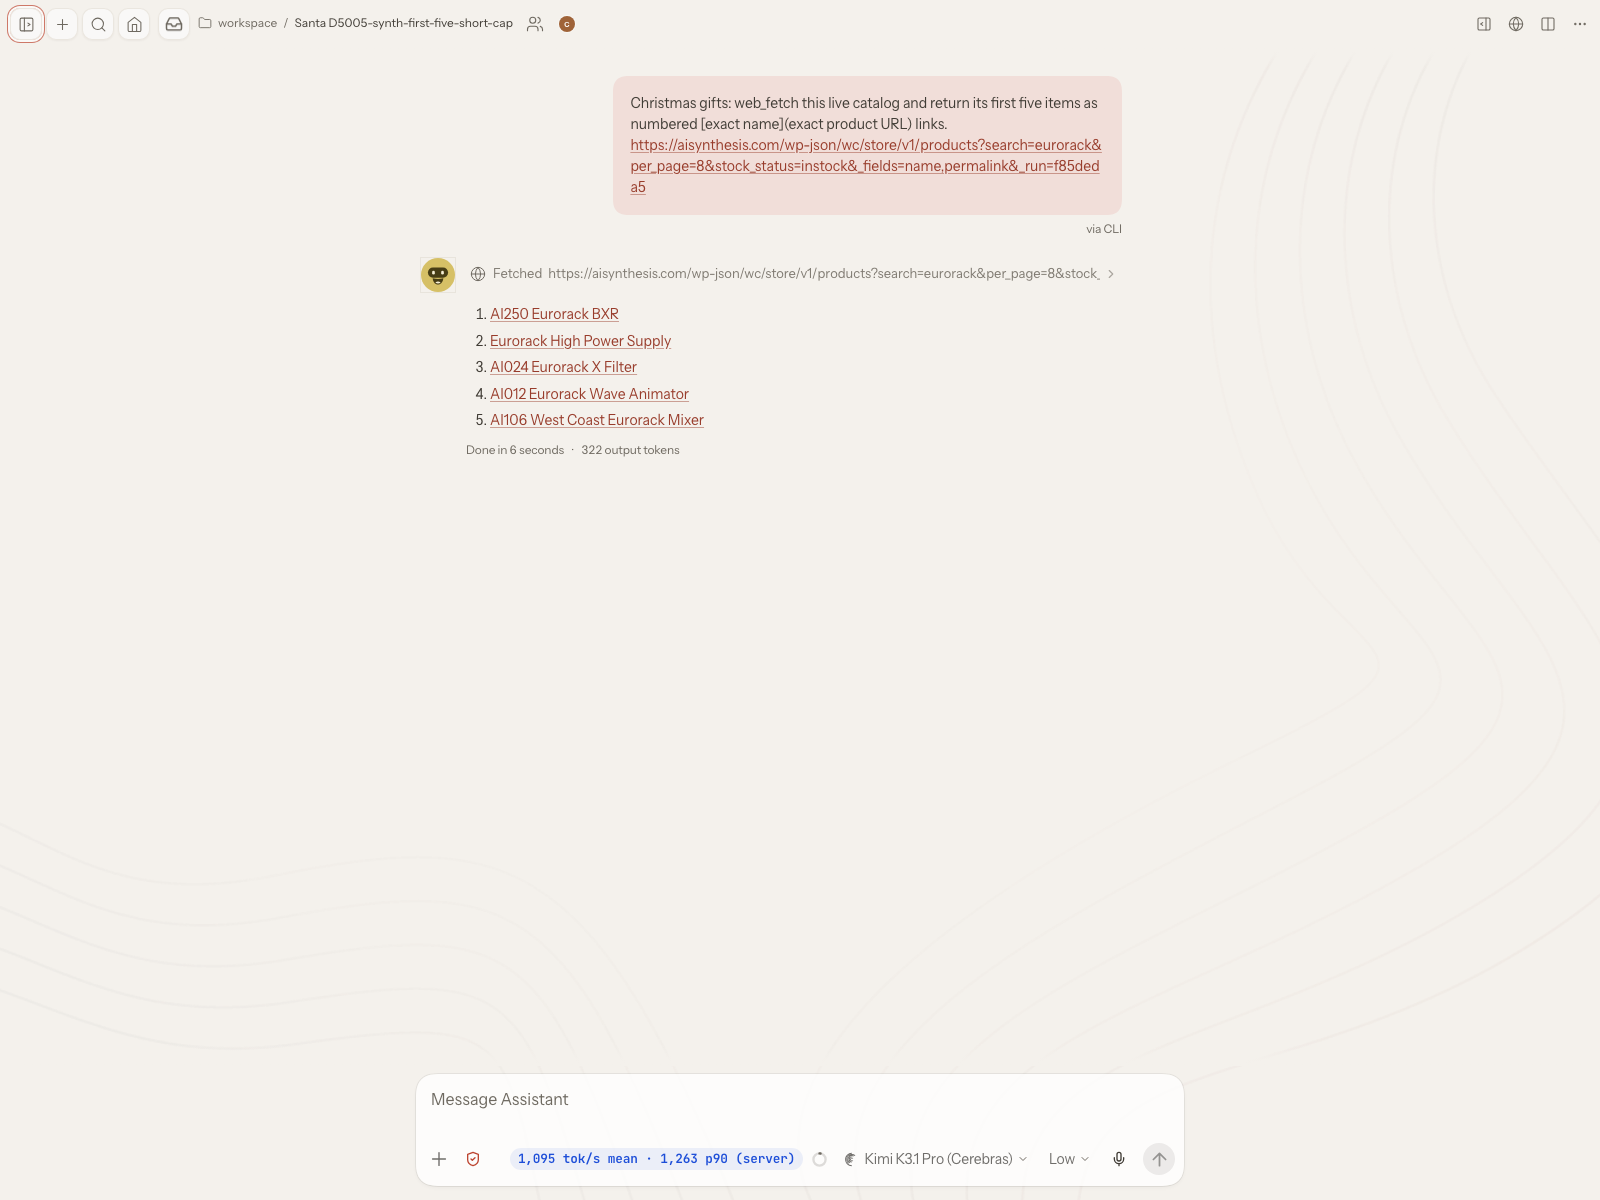 workspace / Santa D5005-synth-first-five-short-cap
C
Christmas gifts: web_fetch this live catalog and return its first five items as
numbered [exact name](exact product URL) links.
https://aisynthesis.com/wp-json/wc/store/v1/products?search=eurorack&
per_page=8&stock_status=instock&_fields=name,permalink&_run=f85ded
a5
via CLI
Fetched https://aisynthesis.com/wp-json/wc/store/v1/products?search=eurorack&per_page=8&stock_
1. AI250 Eurorack BXR
2. Eurorack High Power Supply
3. AI024 Eurorack X Filter
4. AI012 Eurorack Wave Animator
5. AI106 West Coast Eurorack Mixer
Done in 6 seconds · 322 output tokens
Message Assistant
1,095 tok/s mean · 1,263 p90 (server)
Kimi K3.1 Pro (Cerebras)
Low